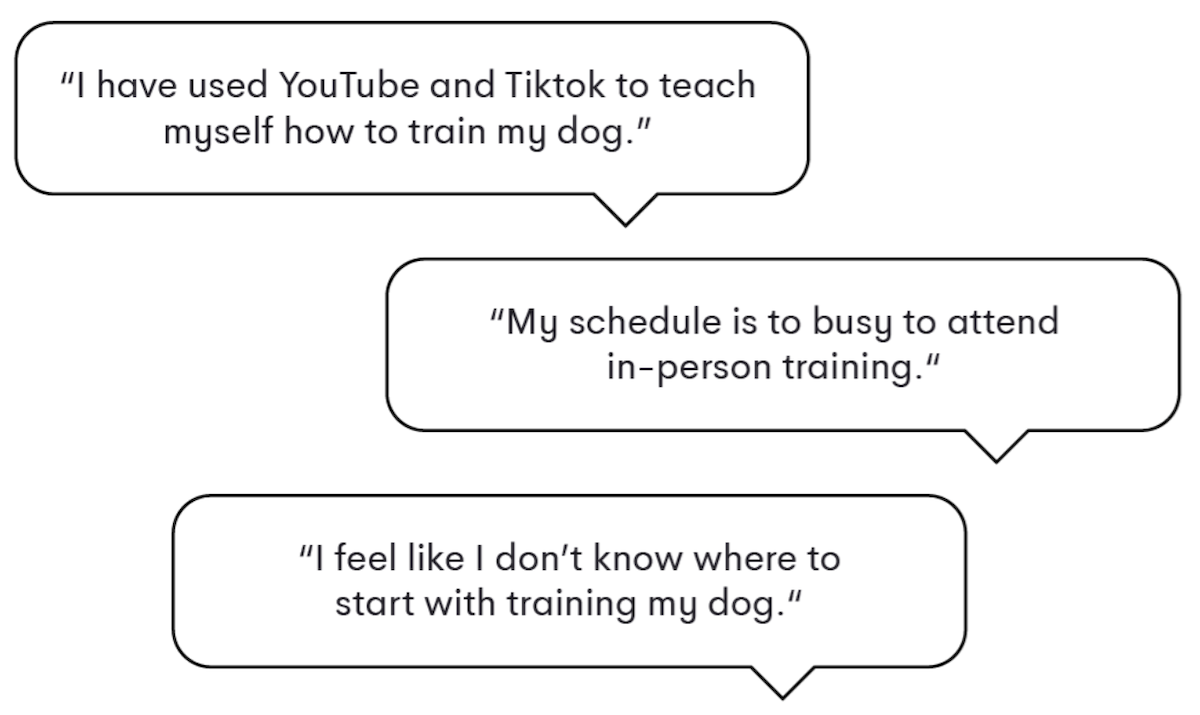 “I have used YouTube and Tiktok to teach
myself how to train my dog.”
“My schedule is to busy to attend
in-person training.“
“I feel like I don’t know where to
start with training my dog.“